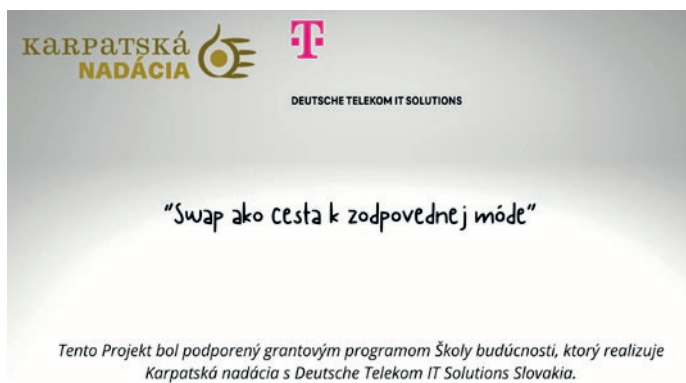 KARPATSKÁ
NADÁCIA
T
DEUTSCHE TELEKOM IT SOLUTIONS
"Swap ako cesta k zodpovednej móde"
Tento Projekt bol podporený grantovým programom Školy budúcnosti, ktorý realizuje
Karpatská nadácia s Deutsche Telekom IT Solutions Slovakia.